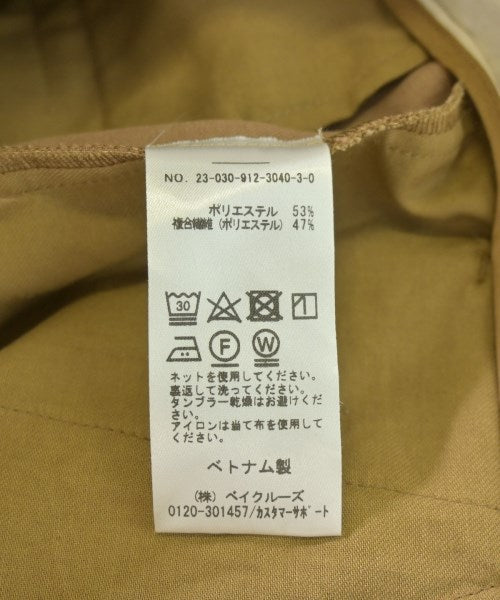 NO. 23-030-912-3040-3-0
ポリエステル 53%
複合繊維(ポリエステル) 47%
30
F W
ネットを使用してください。
裏返して洗ってください。
タンブラー乾燥はお避けくだ
さい。
アイロンは当て布を使用して
ください。
ベトナム製
(株) ベイクルーズ
0120-301457/カスタマーサポート